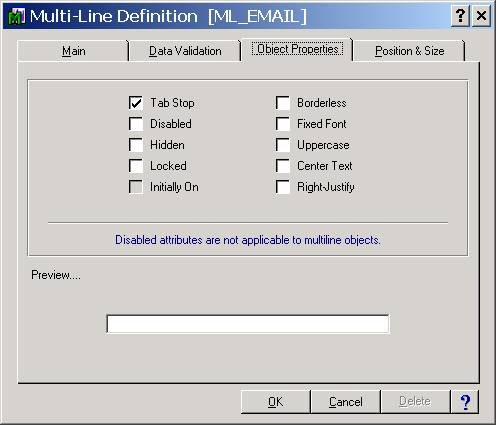 Multi-Line Definition [ML_EMAIL] ? ×
Main Data Validation Object Properties Position & Size
Tab Stop Borderless
Disabled Fixed Font
Hidden Uppercase
Locked Center Text
Initially On Right-Justify
Disabled attributes are not applicable to multiline objects.
Preview....
OK Cancel Delete ?